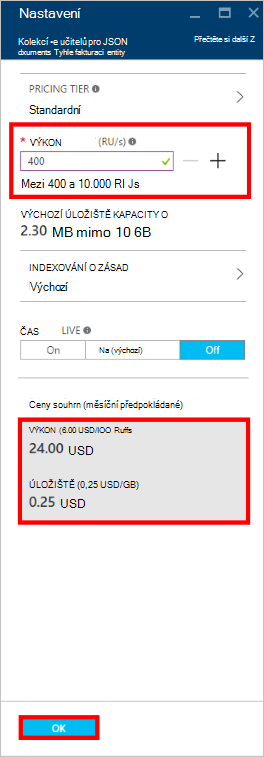 Nastavení
Kolekcí •e učitelů pro JSON
Přečtěte si další Z
dxuments Tyhle fakturaci entity
PRICING TIER
Standardní
* VÝKON (RU/s)
400
Mezi 400 a 10.000 RI Js
VÝCHOZÍ ÚLOŽIŠTĚ KAPACITY O
2.30 MB mimo 10 6B
INDEXOVÁNÍ O ZÁSAD
Výchozí
ČAS LIVE
On Na (výchozí) Off
Ceny souhrn (měsíční předpokládané)
VÝKON (6.00 USD/IOO Ruffs
24.00 USD
ÚLOŽIŠTĚ (0,25 USD/GB)
0.25 USD
OK